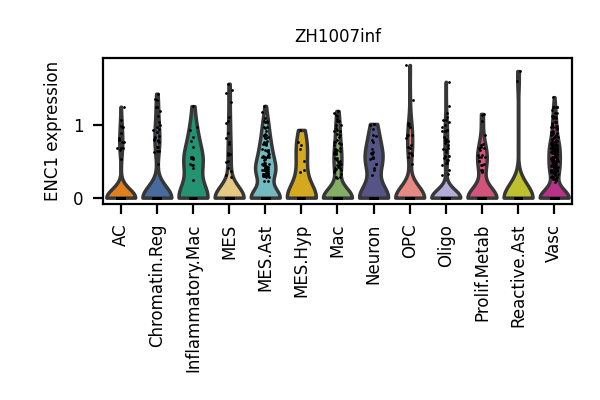 ZH1007inf
ENC1 expression
1
0
AC
Chromatin.Reg
Inflammatory.Mac
MES
MES.Ast
MES.Hyp
Mac
Neuron
OPC
Oligo
Prolif.Metab
Reactive.Ast
Vasc